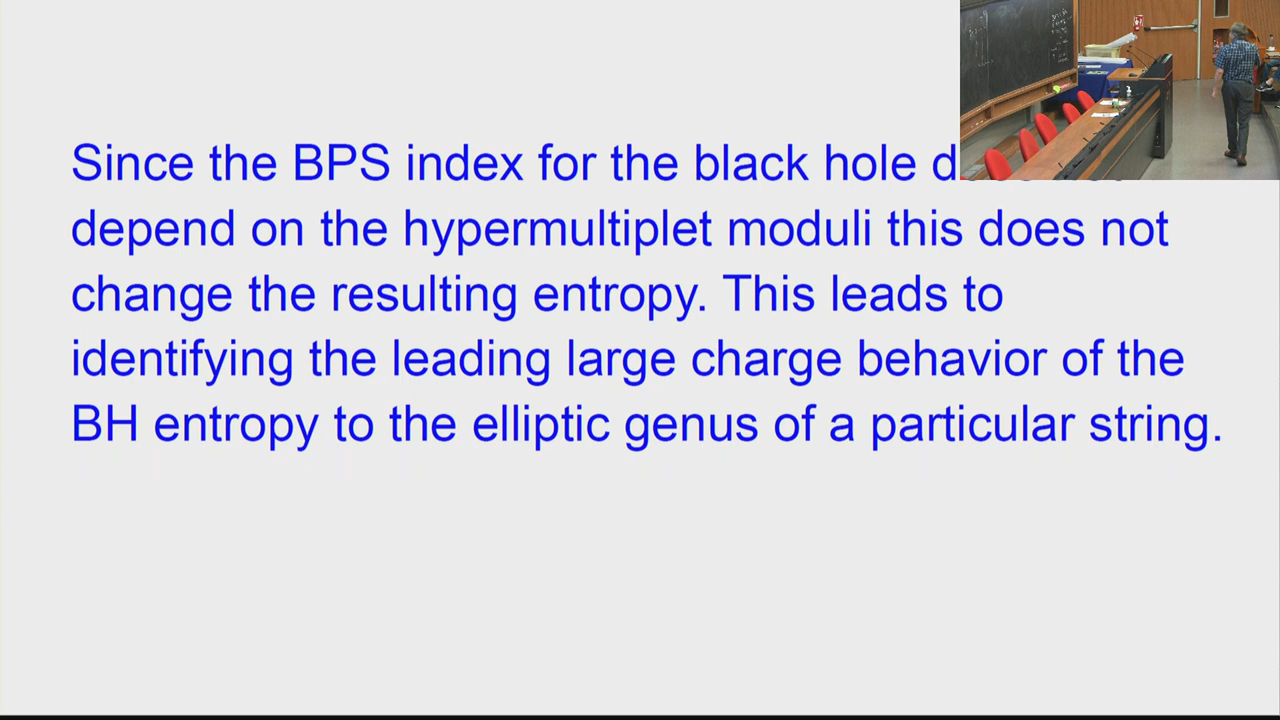 Since the BPS index for the black hole
depend on the hypermultiplet moduli this does not
change the resulting entropy. This leads to
identifying the leading large charge behavior of the
BH entropy to the elliptic genus of a particular string.